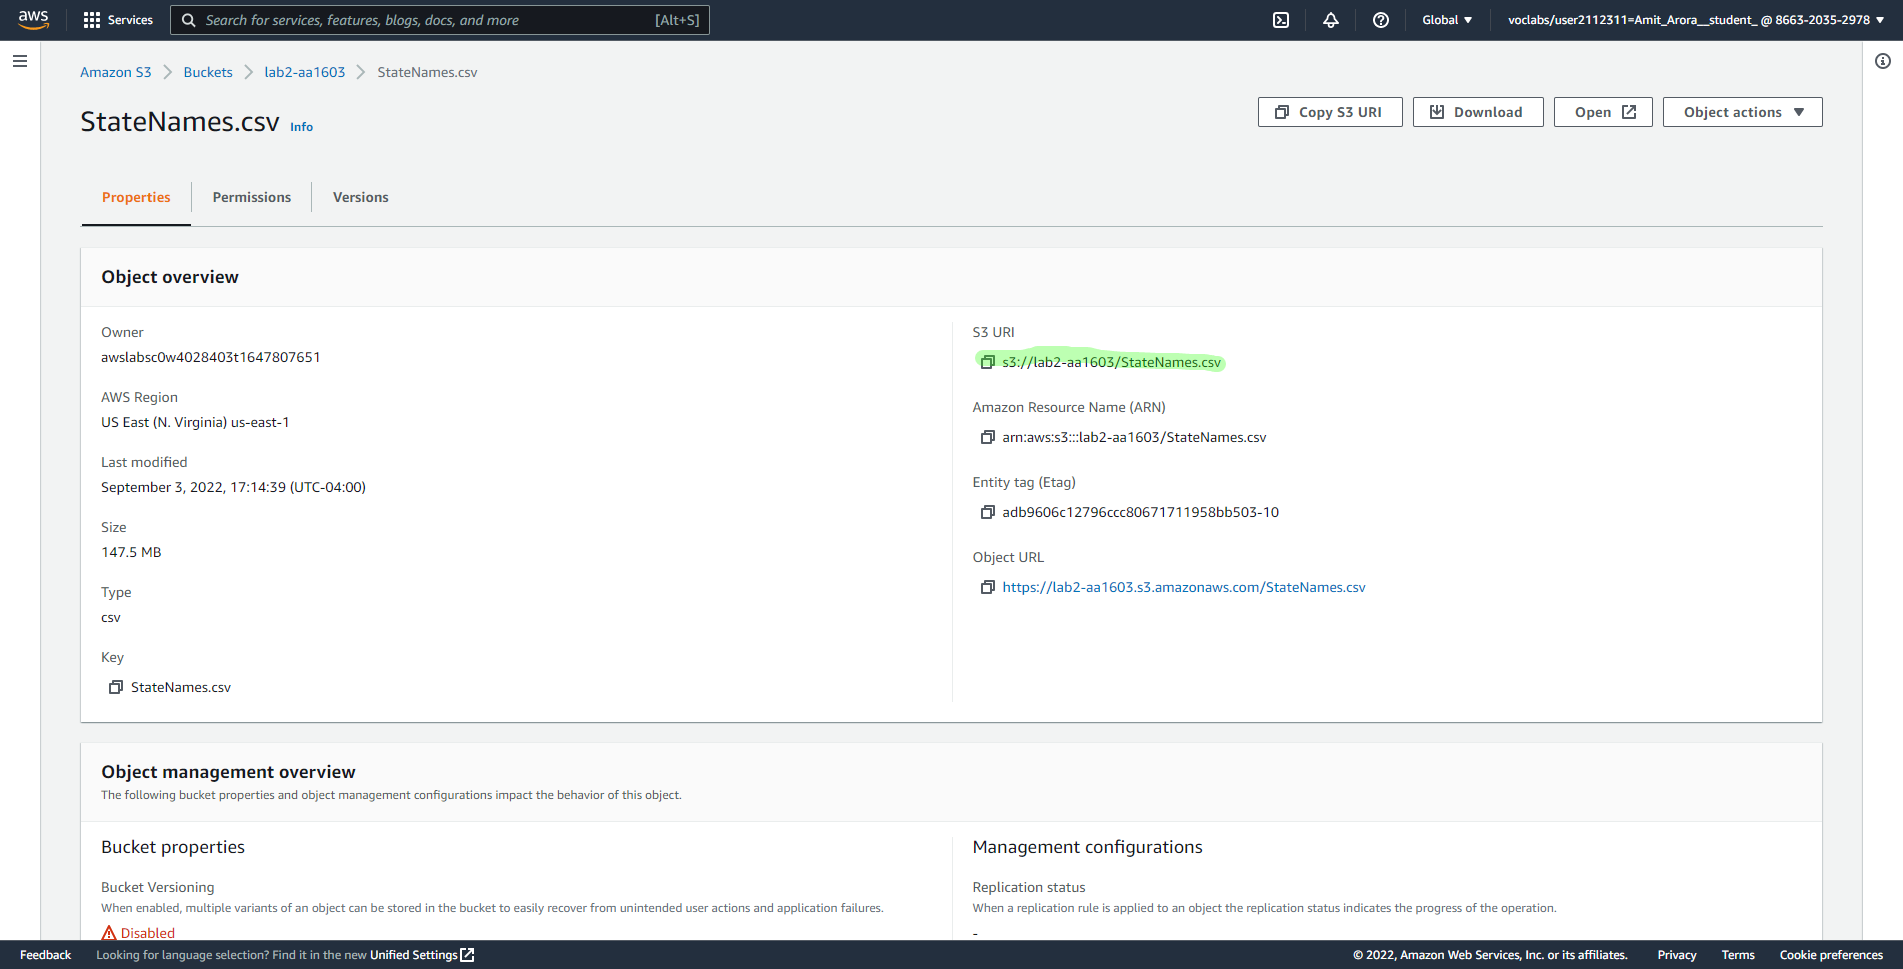 aws
Services
Search for services, features, blogs, docs, and more [Alt+S]
Global
voclabs/user2112311=Amit_Arora__student_ @ 8663-2035-2978
Amazon S3 Buckets lab2-aa1603 StateNames.csv
StateNames.csv Info
Copy S3 URI
Download
Open
Object actions
Properties
Permissions
Versions
Object overview
Owner
awslabsc0w4028403t1647807651
AWS Region
US East (N. Virginia) us-east-1
Last modified
September 3, 2022, 17:14:39 (UTC-04:00)
Size
147.5 MB
Type
csv
Key
StateNames.csv
S3 URI
s3://lab2-aa1603/StateNames.csv
Amazon Resource Name (ARN)
arn:aws:s3:::lab2-aa1603/StateNames.csv
Entity tag (Etag)
adb9606c12796ccc80671711958bb503-10
Object URL
https://lab2-aa1603.s3.amazonaws.com/StateNames.csv
Object management overview
The following bucket properties and object management configurations impact the behavior of this object.
Bucket properties
Bucket Versioning
When enabled, multiple variants of an object can be stored in the bucket to easily recover from unintended user actions and application failures.
Disabled
Management configurations
Replication status
When a replication rule is applied to an object the replication status indicates the progress of the operation.
-
Feedback
Looking for language selection? Find it in the new Unified Settings
© 2022, Amazon Web Services, Inc. or its affiliates.
Privacy
Terms
Cookie preferences